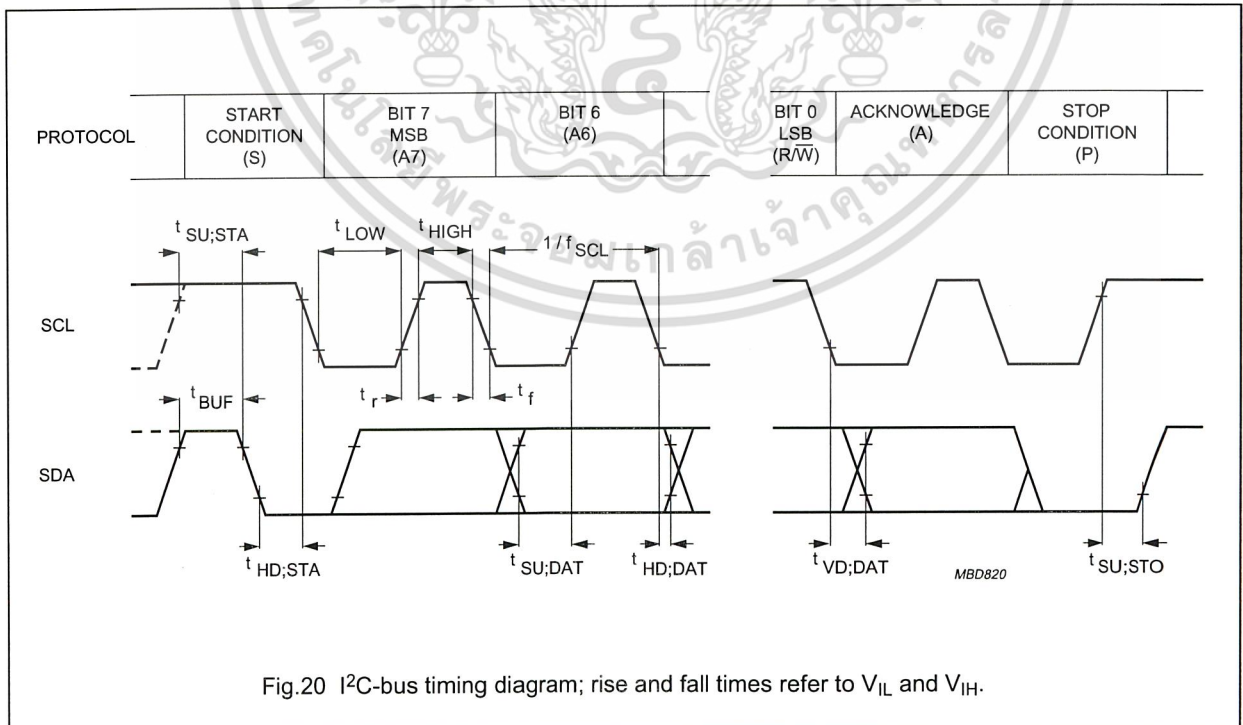 PROTOCOL
START
CONDITION
(S)
BIT 7
MSB
(A7)
BIT 6
(A6)
BIT 0
LSB
(R/W̅)
ACKNOWLEDGE
(A)
STOP
CONDITION
(P)
t SU;STA
t LOW
t HIGH
1 / f SCL
SCL
t BUF
t r
t f
SDA
t HD;STA
t SU;DAT
t HD;DAT
t VD;DAT
MBD820
t SU;STO
Fig.20 I²C-bus timing diagram; rise and fall times refer to V_IL and V_IH.